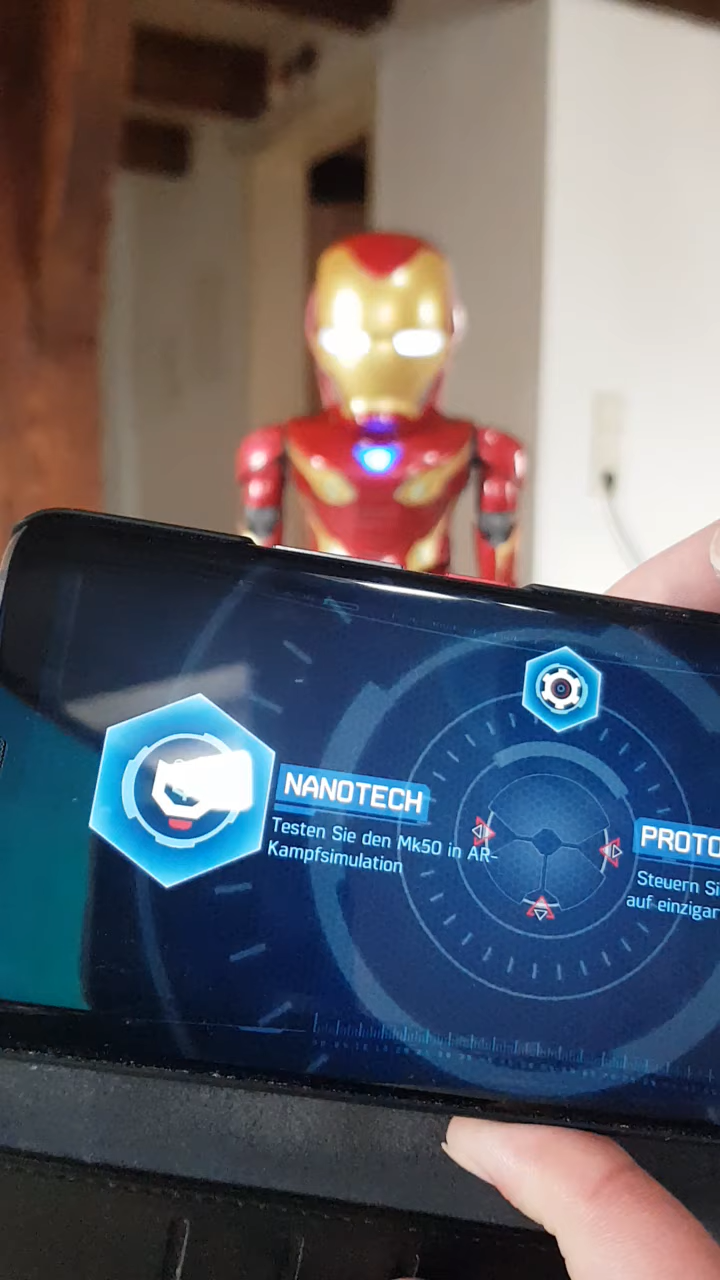 NANOTECH
Testen Sie den Mk50 in AR-
Kampfsimulation
PROTO
Steuern Si
auf einzigar